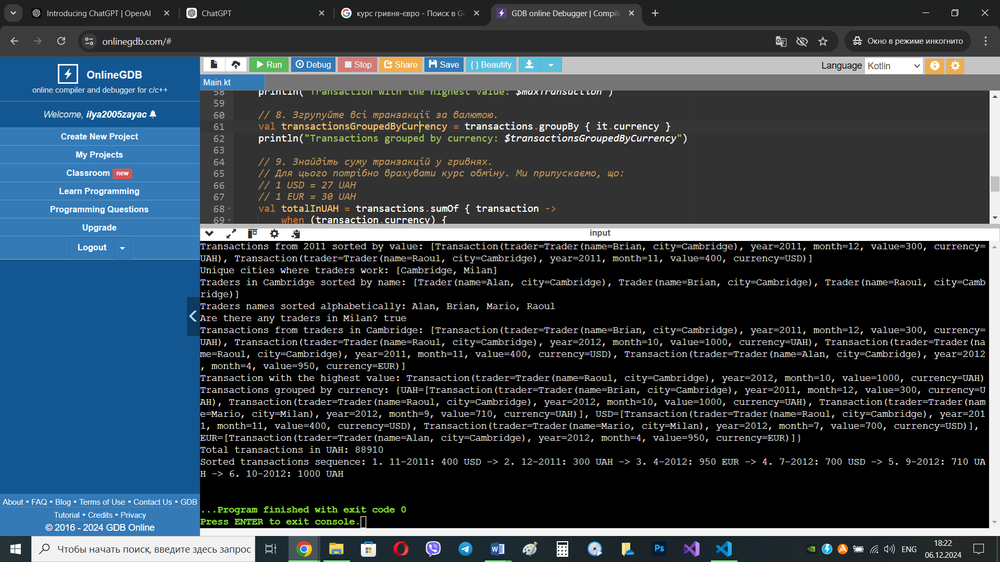 Introducing ChatGPT | OpenAI
ChatGPT
курс гривня-євро - Поиск в Go
GDB online Debugger | Compile
onlinegdb.com/#
Окно в режиме инкогнито
OnlineGDB
online compiler and debugger for c/c++
Welcome, ilya2005zayac
Create New Project
My Projects
Classroom new
Learn Programming
Programming Questions
Upgrade
Logout
About • FAQ • Blog • Terms of Use • Contact Us • GDB
Tutorial • Credits • Privacy
© 2016 - 2024 GDB Online
Run
Debug
Stop
Share
Save
{ } Beautify
Language Kotlin
Main.kt
58 println("Transaction with the highest value: $maxTransaction")
59
60 // 8. Згрупуйте всі транзакції за валютою.
61 val transactionsGroupedByCurrency = transactions.groupBy { it.currency }
62 println("Transactions grouped by currency: $transactionsGroupedByCurrency")
63
64 // 9. Знайдіть суму транзакцій у гривнях.
65 // Для цього потрібно врахувати курс обміну. Ми припускаємо, що:
66 // 1 USD = 27 UAH
67 // 1 EUR = 30 UAH
68 val totalInUAH = transactions.sumOf { transaction ->
69 when (transaction.currency) {
input
Transactions from 2011 sorted by value: [Transaction(trader=Trader(name=Brian, city=Cambridge), year=2011, month=12, value=300, currency=
UAH), Transaction(trader=Trader(name=Raoul, city=Cambridge), year=2011, month=11, value=400, currency=USD)]
Unique cities where traders work: [Cambridge, Milan]
Traders in Cambridge sorted by name: [Trader(name=Alan, city=Cambridge), Trader(name=Brian, city=Cambridge), Trader(name=Raoul, city=Camb
ridge)]
Traders names sorted alphabetically: Alan, Brian, Mario, Raoul
Are there any traders in Milan? true
Transactions from traders in Cambridge: [Transaction(trader=Trader(name=Brian, city=Cambridge), year=2011, month=12, value=300, currency=
UAH), Transaction(trader=Trader(name=Raoul, city=Cambridge), year=2012, month=10, value=1000, currency=UAH), Transaction(trader=Trader(na
me=Raoul, city=Cambridge), year=2011, month=11, value=400, currency=USD), Transaction(trader=Trader(name=Alan, city=Cambridge), year=2012
, month=4, value=950, currency=EUR)]
Transaction with the highest value: Transaction(trader=Trader(name=Raoul, city=Cambridge), year=2012, month=10, value=1000, currency=UAH)
Transactions grouped by currency: {UAH=[Transaction(trader=Trader(name=Brian, city=Cambridge), year=2011, month=12, value=300, currency=U
AH), Transaction(trader=Trader(name=Raoul, city=Cambridge), year=2012, month=10, value=1000, currency=UAH), Transaction(trader=Trader(nam
e=Mario, city=Milan), year=2012, month=9, value=710, currency=UAH)], USD=[Transaction(trader=Trader(name=Raoul, city=Cambridge), year=201
1, month=11, value=400, currency=USD), Transaction(trader=Trader(name=Mario, city=Milan), year=2012, month=7, value=700, currency=USD)],
EUR=[Transaction(trader=Trader(name=Alan, city=Cambridge), year=2012, month=4, value=950, currency=EUR)]}
Total transactions in UAH: 88910
Sorted transactions sequence: 1. 11-2011: 400 USD -> 2. 12-2011: 300 UAH -> 3. 4-2012: 950 EUR -> 4. 7-2012: 700 USD -> 5. 9-2012: 710 UA
H -> 6. 10-2012: 1000 UAH
...Program finished with exit code 0
Press ENTER to exit console.
Чтобы начать поиск, введите здесь запрос
Ps
ENG
18:22
06.12.2024